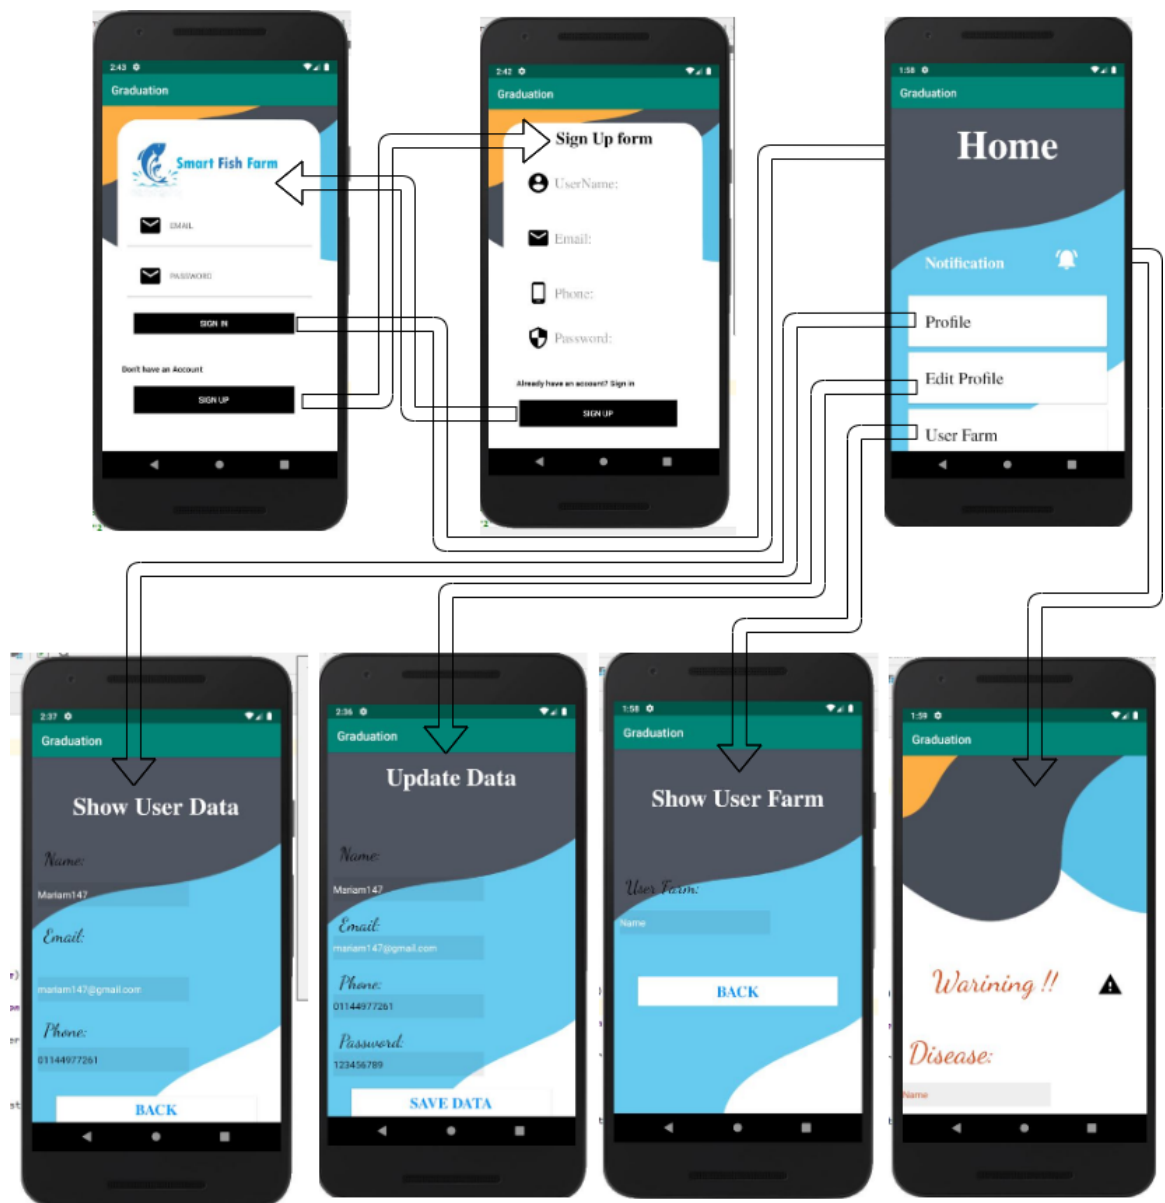 2:43
Graduation
Smart Fish Farm
EMAIL
PASSWORD
SIGN IN
Don't have an Account
SIGN UP
"2"
2:42
Graduation
Sign Up form
UserName:
Email:
Phone:
Password:
Already have an account? Sign in
SIGN UP
"2"
1:58
Graduation
Home
Notification
Profile
Edit Profile
User Farm
2:37
Graduation
Show User Data
Name:
Mariam147
Email:
mariam147@gmail.com
Phone:
01144977261
BACK
2:36
Graduation
Update Data
Name:
Mariam147
Email:
mariam147@gmail.com
Phone:
01144977261
Password:
123456789
SAVE DATA
1:58
Graduation
Show User Farm
User Farm:
Name
BACK
1:59
Graduation
Warining !!
Disease:
Name